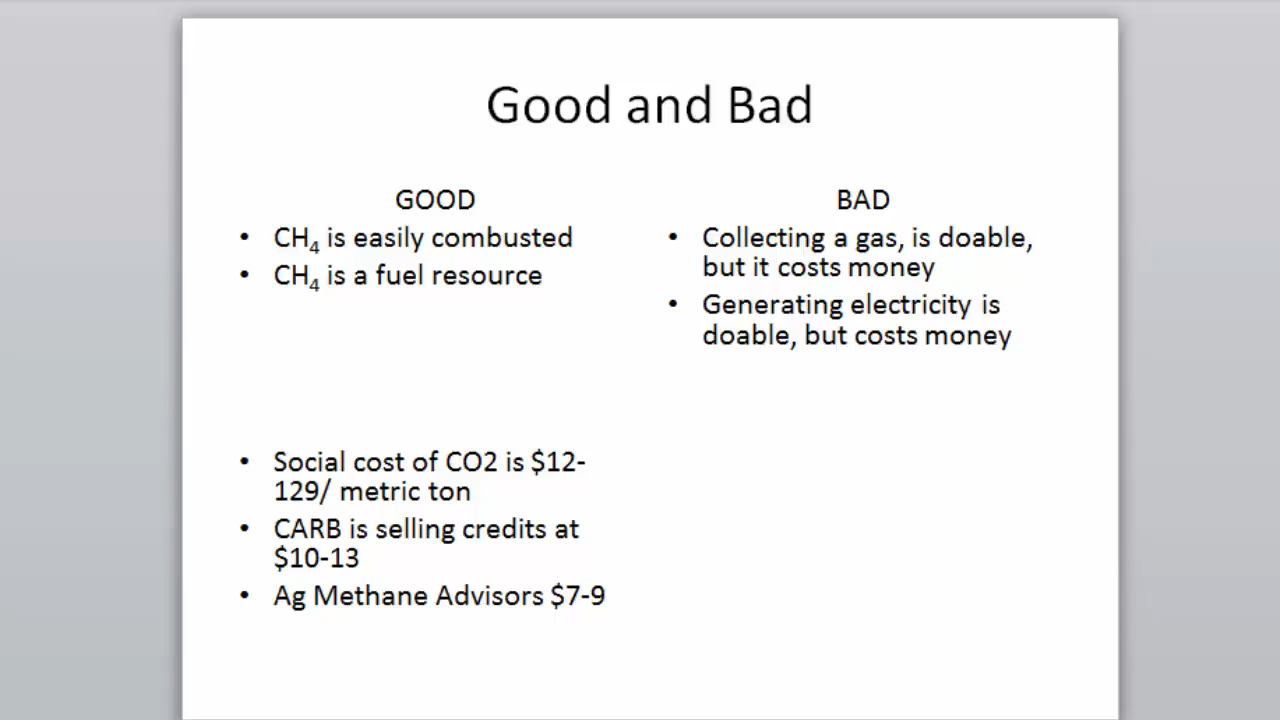 Good and Bad
GOOD
• CH₄ is easily combusted
• CH₄ is a fuel resource
• Social cost of CO2 is $12-
129/ metric ton
• CARB is selling credits at
$10-13
• Ag Methane Advisors $7-9
BAD
• Collecting a gas, is doable,
but it costs money
• Generating electricity is
doable, but costs money